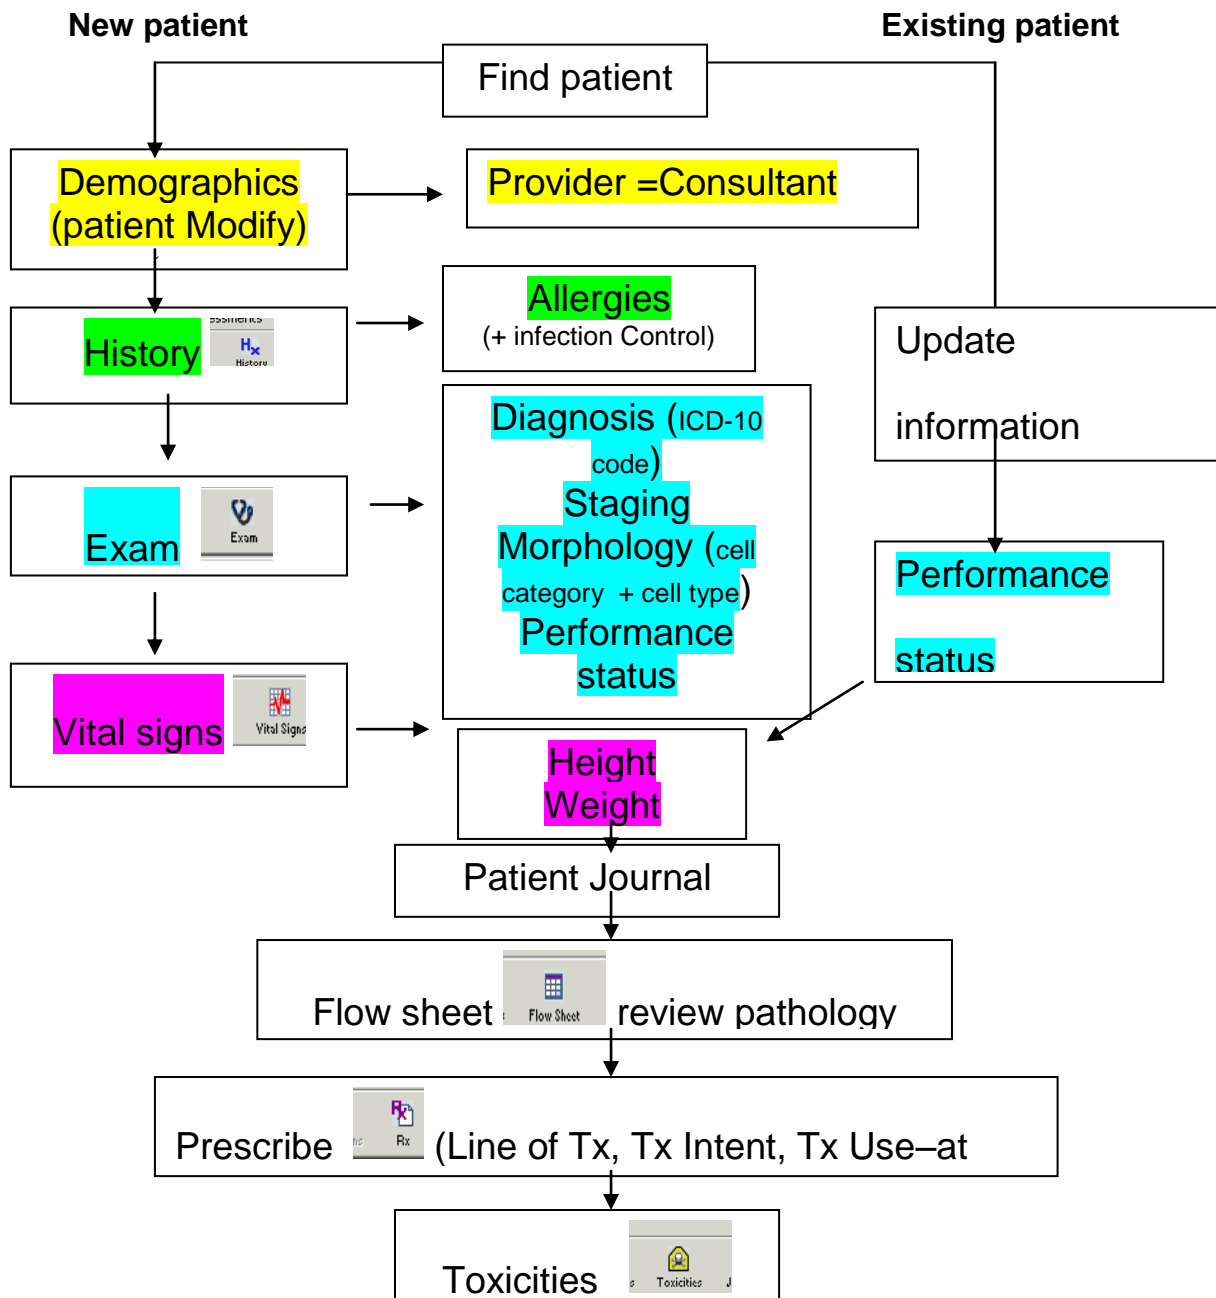 New patient
Existing patient
Find patient
Demographics
(patient Modify)
Provider =Consultant
History
Hx
History
Allergies
(+ infection Control)
Update
information
Exam
Exam
Diagnosis (ICD-10
code)
Staging
Morphology (cell
category + cell type)
Performance
status
Performance
status
Vital signs
Vital Signs
Height
Weight
Patient Journal
Flow sheet
Flow Sheet
review pathology
Prescribe
Rx
(Line of Tx, Tx Intent, Tx Use–at
Toxicities
Toxicities